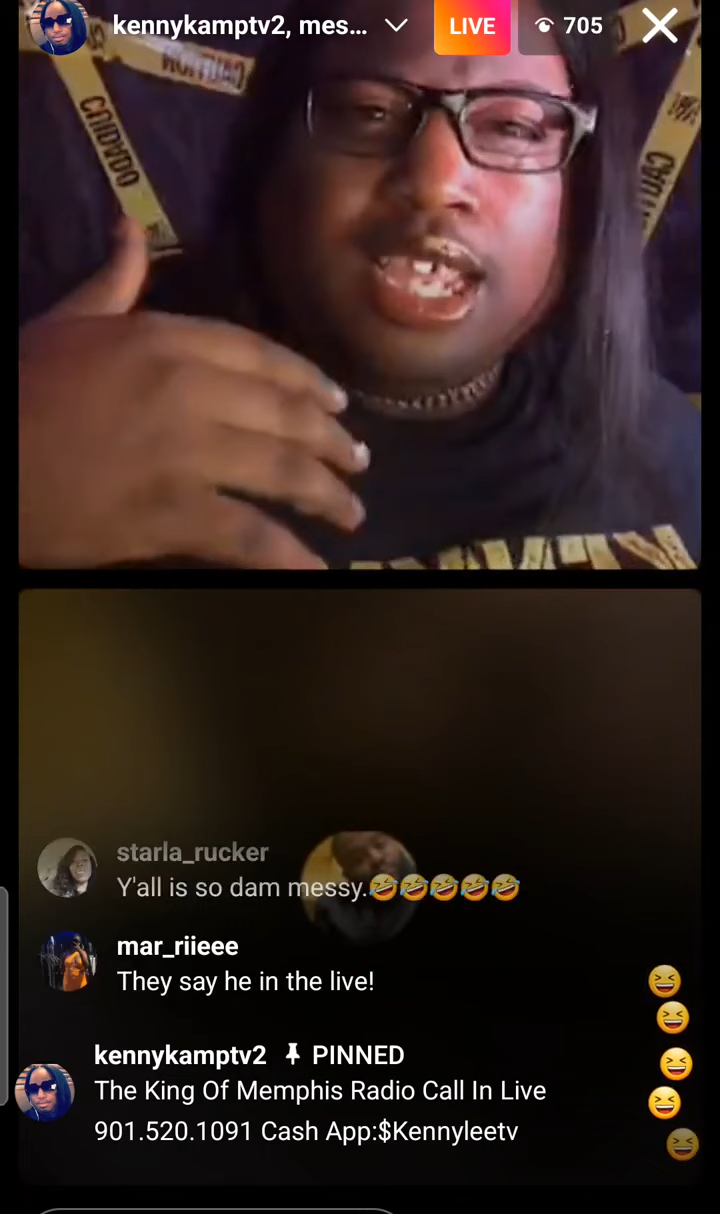 kennykamptv2, mes...
LIVE
705
CAUTION
CUIDADO
starla_rucker
Y'all is so dam messy.🤣🤣🤣🤣🤣
mar_riieee
They say he in the live!
kennykamptv2 📌 PINNED
The King Of Memphis Radio Call In Live
901.520.1091 Cash App:$Kennyleetv